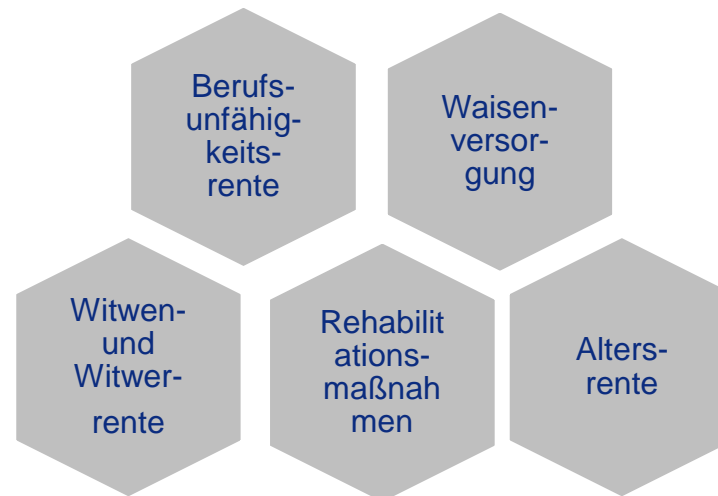 Berufs-
unfähig-
keits-
rente
Waisen-
versor-
gung
Witwen-
und
Witwer-
rente
Rehabilit
ations-
maßnah
men
Alters-
rente